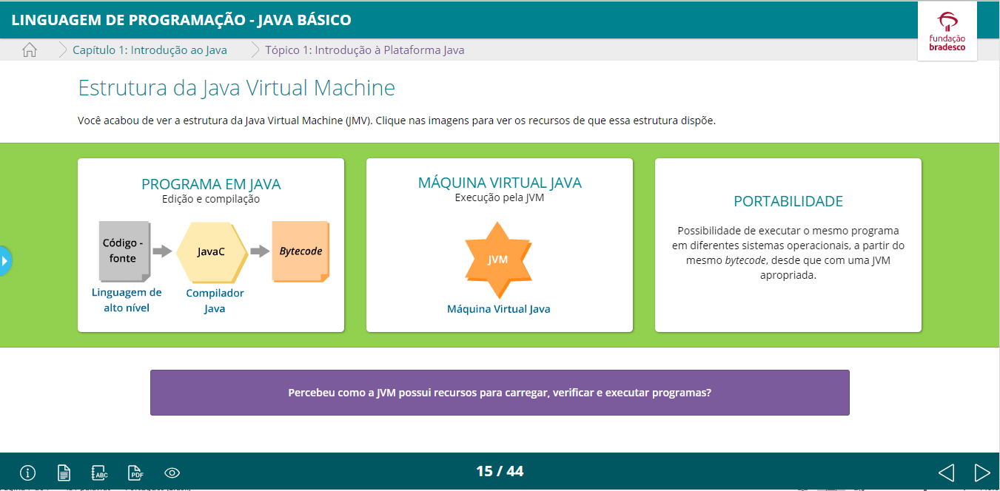 LINGUAGEM DE PROGRAMAÇÃO - JAVA BÁSICO
fundação
bradesco
Capítulo 1: Introdução ao Java
Tópico 1: Introdução à Plataforma Java
Estrutura da Java Virtual Machine
Você acabou de ver a estrutura da Java Virtual Machine (JMV). Clique nas imagens para ver os recursos de que essa estrutura dispõe.
PROGRAMA EM JAVA
Edição e compilação
Código -
fonte
JavaC
Bytecode
Linguagem de
alto nível
Compilador
Java
MÁQUINA VIRTUAL JAVA
Execução pela JVM
JVM
Máquina Virtual Java
PORTABILIDADE
Possibilidade de executar o mesmo programa
em diferentes sistemas operacionais, a partir do
mesmo bytecode, desde que com uma JVM
apropriada.
Percebeu como a JVM possui recursos para carregar, verificar e executar programas?
ABC
PDF
15 / 44